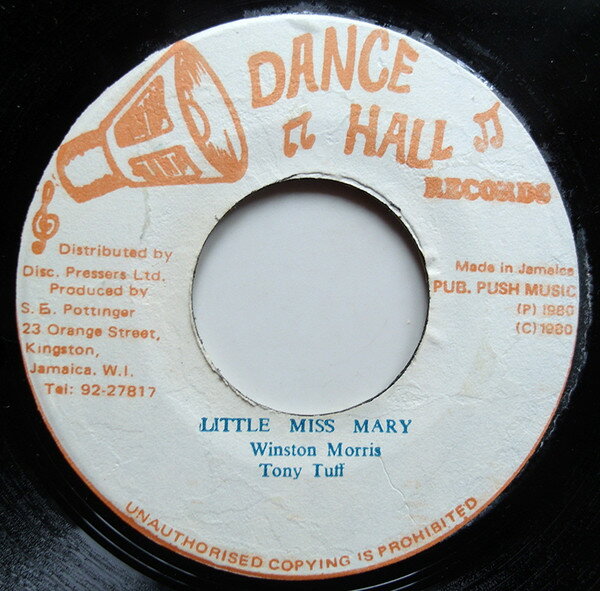 DANCE
HALL
RECORDS
Distributed by
Disc. Pressers Ltd.
Produced by
S. E. Pottinger
23 Orange Street,
Kingston,
Jamaica. W.I.
Tel: 92-27817
Made in Jamaica
PUB. PUSH MUSIC
(P) 1980
(C) 1980
LITTLE MISS MARY
Winston Morris
Tony Tuff
UNAUTHORISED COPYING IS PROHIBITED